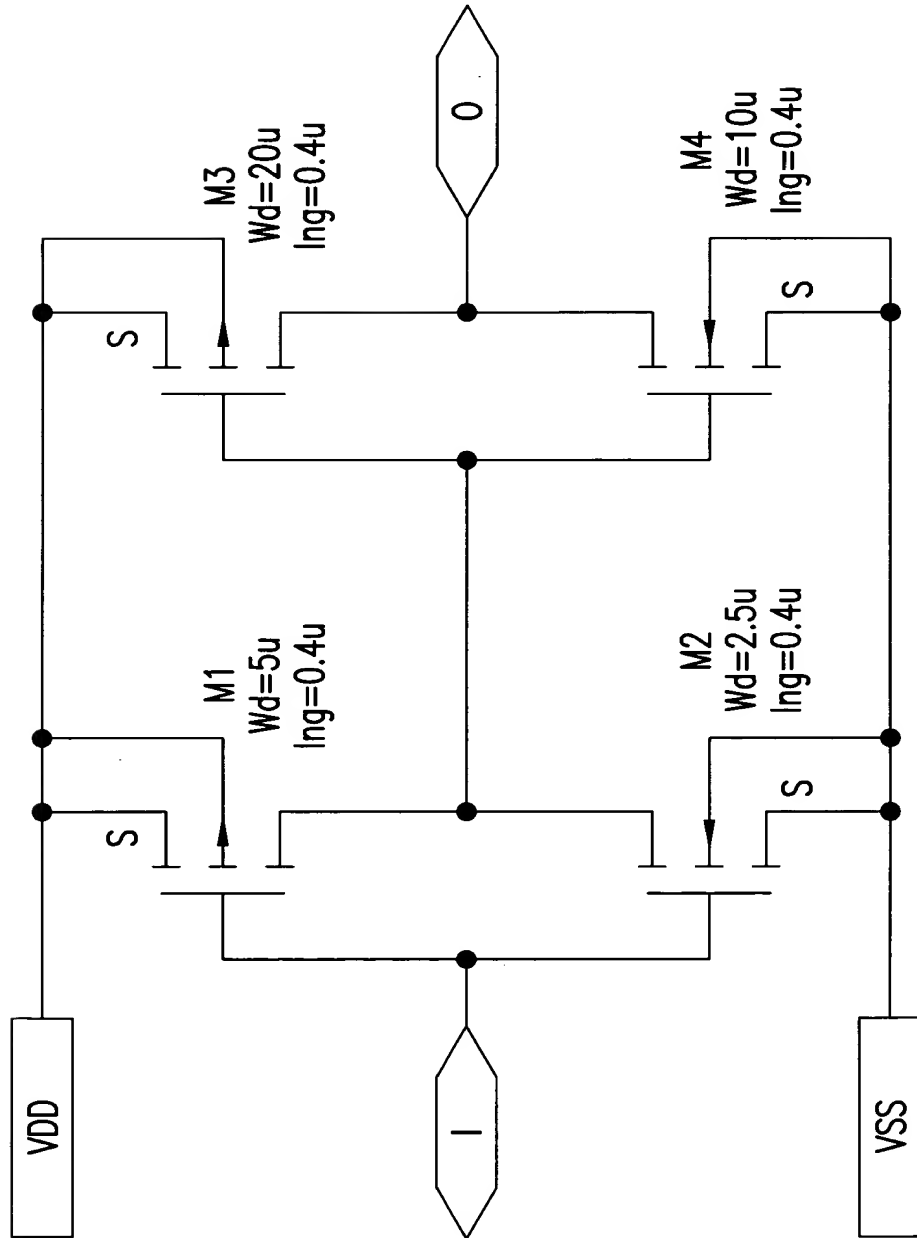 VDD
S
M1
Wd=5u
lng=0.4u
S
M3
Wd=20u
lng=0.4u
I
O
M2
Wd=2.5u
lng=0.4u
S
M4
Wd=10u
lng=0.4u
S
VSS